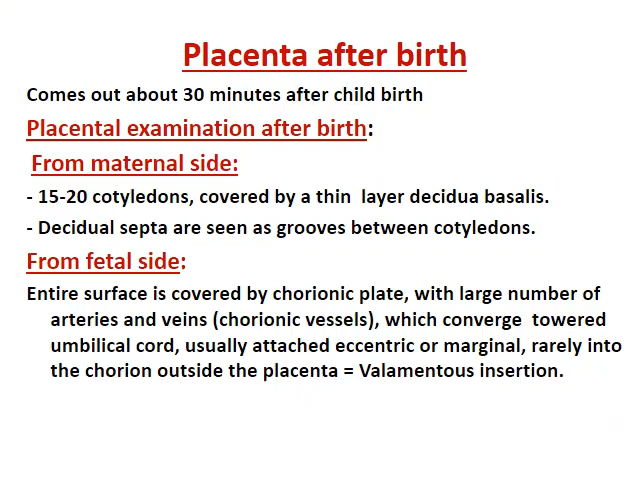 Placenta after birth
Comes out about 30 minutes after child birth
Placental examination after birth:
From maternal side:
- 15-20 cotyledons, covered by a thin layer decidua basalis.
- Decidual septa are seen as grooves between cotyledons.
From fetal side:
Entire surface is covered by chorionic plate, with large number of
arteries and veins (chorionic vessels), which converge towered
umbilical cord, usually attached eccentric or marginal, rarely into
the chorion outside the placenta = Valamentous insertion.